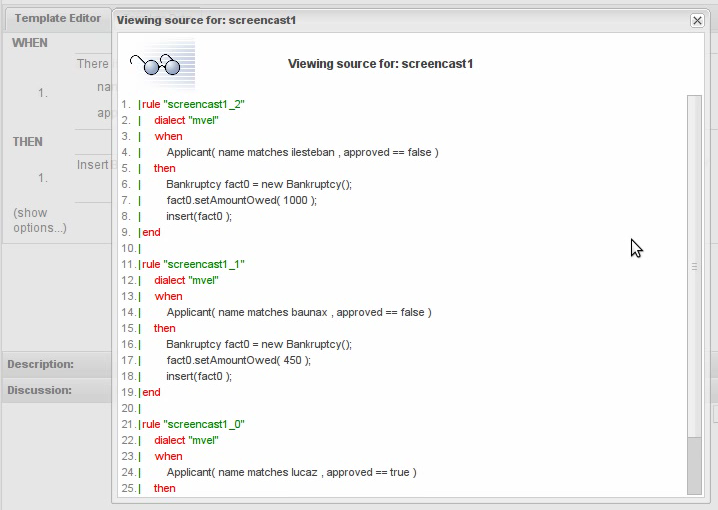 Template Editor
Viewing source for: screencast1
WHEN
There
1.
THEN
Insert
1.
(show
options...)
Description:
Discussion:
Viewing source for: screencast1
1. |rule "screencast1_2"
2. | dialect "mvel"
3. | when
4. | Applicant( name matches ilesteban , approved == false )
5. | then
6. | Bankruptcy fact0 = new Bankruptcy();
7. | fact0.setAmountOwed( 1000 );
8. | insert(fact0 );
9. |end
10.|
11.|rule "screencast1_1"
12.| dialect "mvel"
13.| when
14.| Applicant( name matches baunax , approved == false )
15.| then
16.| Bankruptcy fact0 = new Bankruptcy();
17.| fact0.setAmountOwed( 450 );
18.| insert(fact0 );
19.|end
20.|
21.|rule "screencast1_0"
22.| dialect "mvel"
23.| when
24.| Applicant( name matches lucaz , approved == true )
25.| then